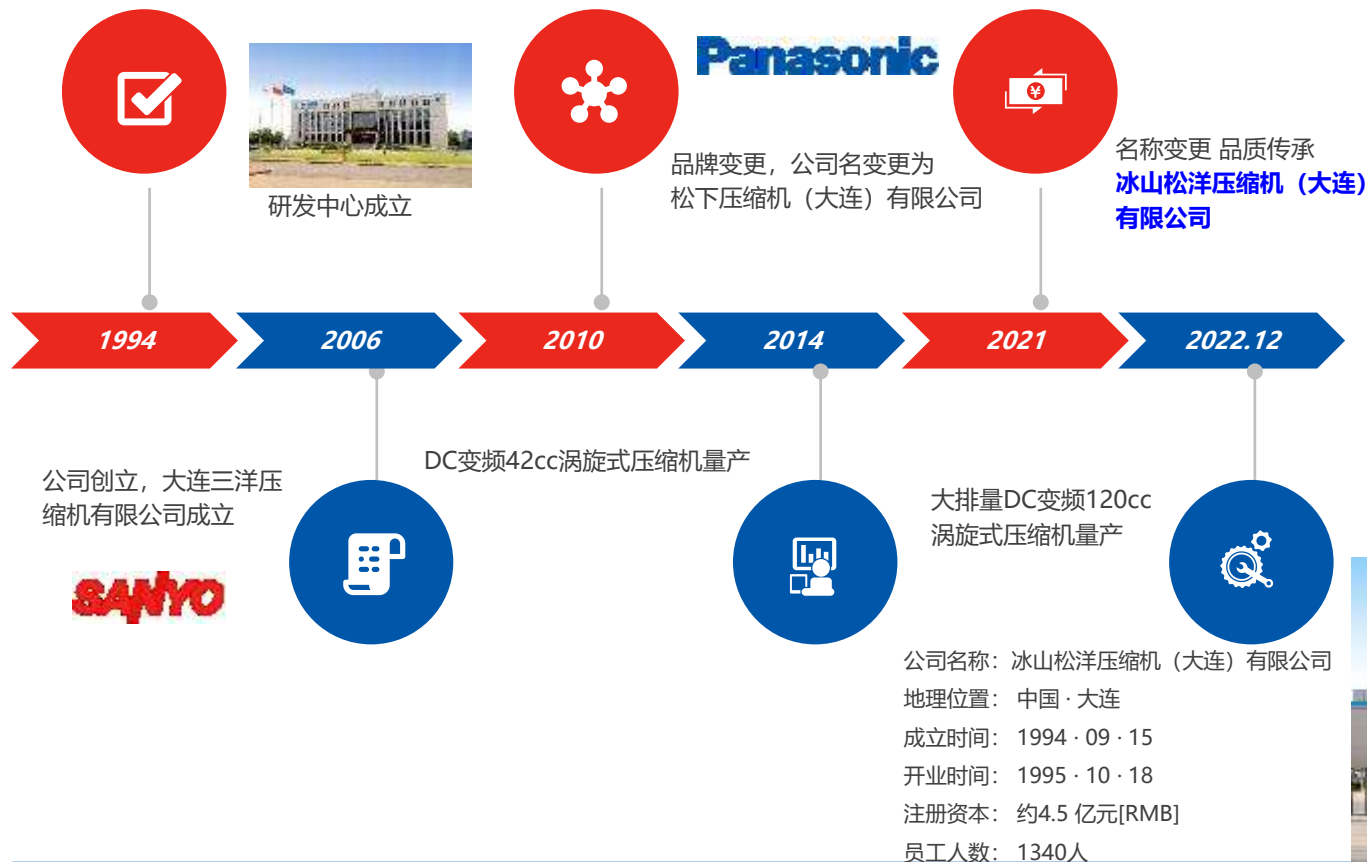 Panasonic
名称变更 品质传承
冰山松洋压缩机（大连）
有限公司
品牌变更，公司名变更为
松下压缩机（大连）有限公司
研发中心成立
1994
2006
2010
2014
2021
2022.12
公司创立，大连三洋压
缩机有限公司成立
SANYO
DC变频42cc涡旋式压缩机量产
大排量DC变频120cc
涡旋式压缩机量产
公司名称：冰山松洋压缩机（大连）有限公司
地理位置： 中国 · 大连
成立时间： 1994 · 09 · 15
开业时间： 1995 · 10 · 18
注册资本： 约4.5 亿元[RMB]
员工人数： 1340人